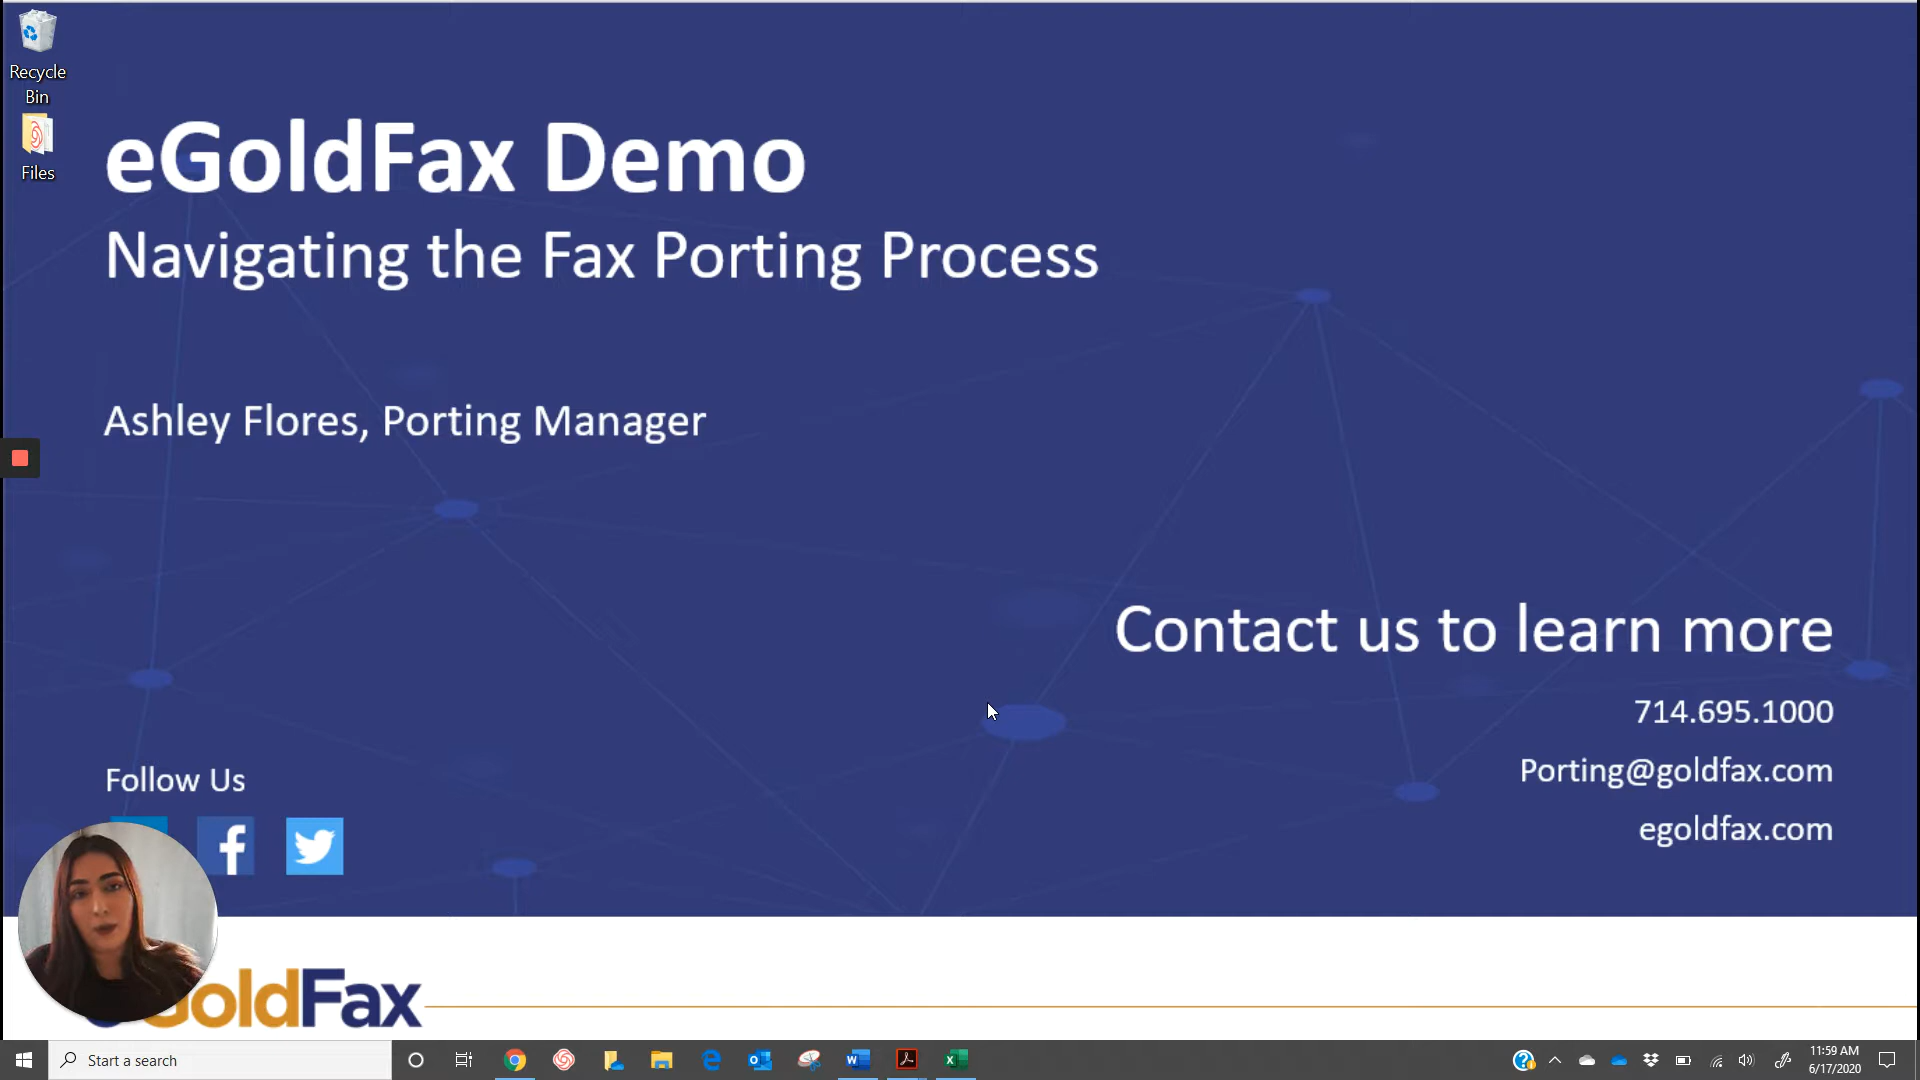 Recycle
Bin
Files
eGoldFax Demo
Navigating the Fax Porting Process
Ashley Flores, Porting Manager
Contact us to learn more
714.695.1000
Porting@goldfax.com
egoldfax.com
Follow Us
oldFax
Start a search
11:59 AM
6/17/2020